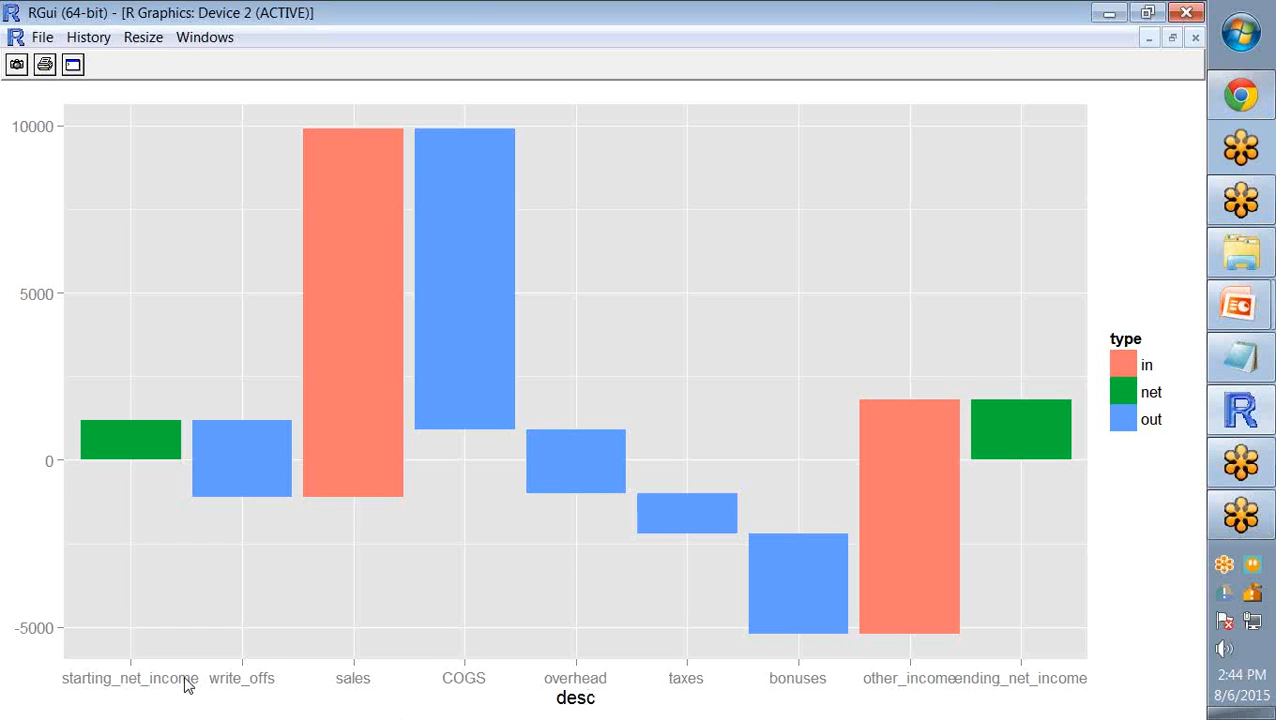 RGui (64-bit) - [R Graphics: Device 2 (ACTIVE)]
File History Resize Windows
10000
5000
0
-5000
starting_net_income write_offs sales COGS overhead taxes bonuses other_income ending_net_income
desc
type
in
net
out
2:44 PM
8/6/2015